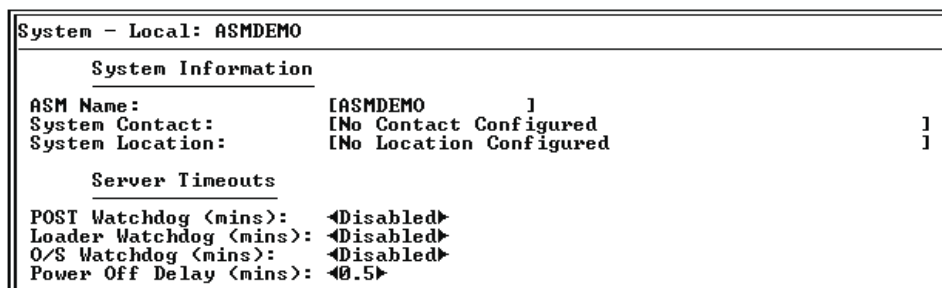 System - Local: ASMDEMO
System Information
ASM Name: [ASMDEMO ]
System Contact: [No Contact Configured ]
System Location: [No Location Configured ]
Server Timeouts
POST Watchdog (mins): ◄Disabled►
Loader Watchdog (mins): ◄Disabled►
O/S Watchdog (mins): ◄Disabled►
Power Off Delay (mins): ◄0.5►